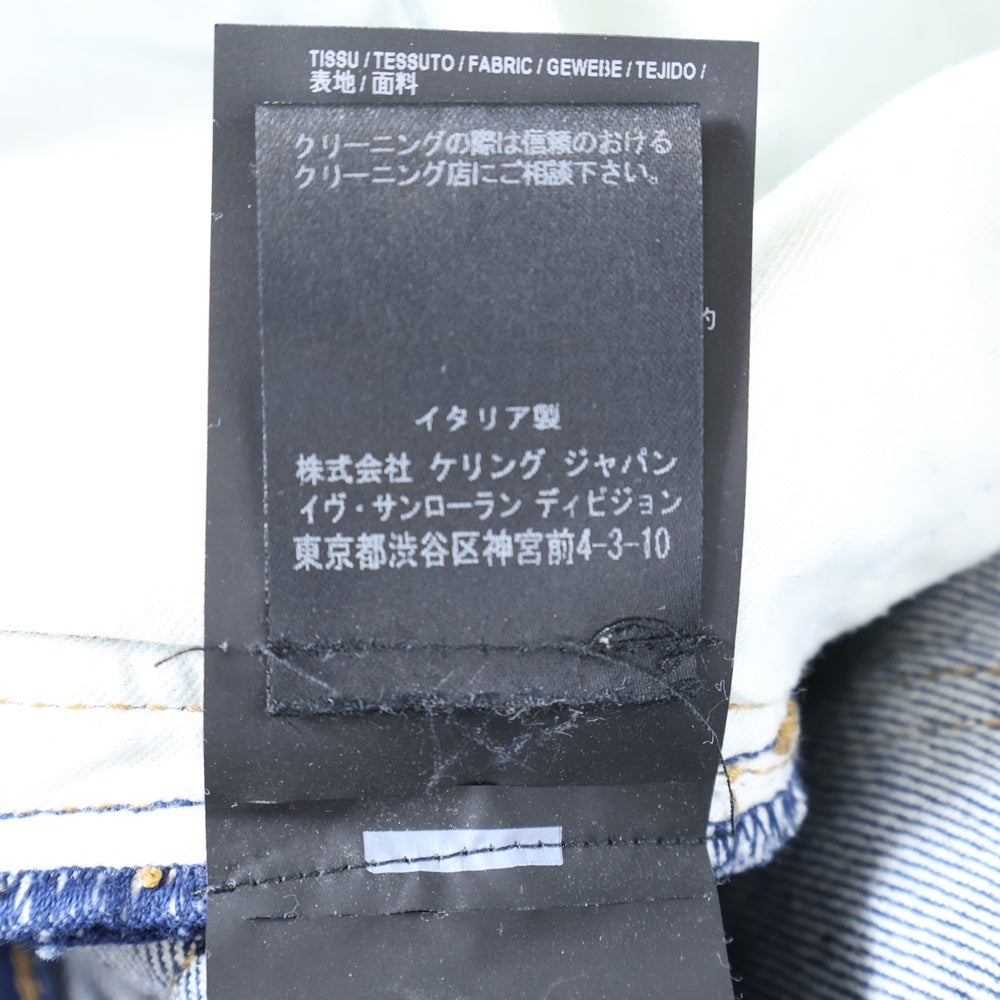 TISSU / TESSUTO / FABRIC / GEWEBE / TEJIDO /
表地 / 面料
クリーニングの際は信頼のおける
クリーニング店にご相談下さい。
イタリア製
株式会社 ケリング ジャパン
イヴ・サンローラン ディビジョン
東京都渋谷区神宮前4-3-10